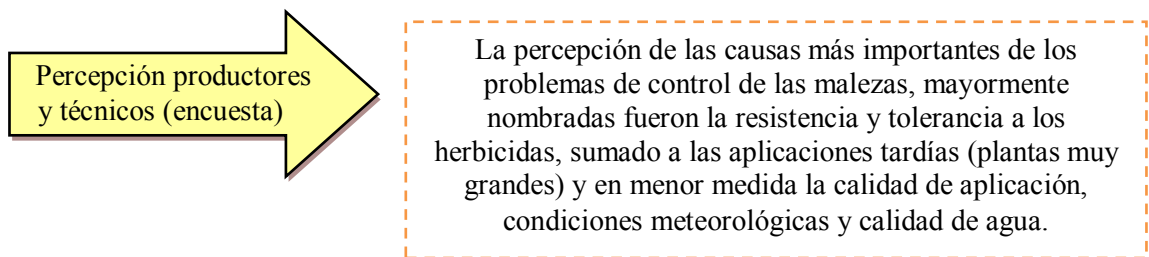 Percepción productores
y técnicos (encuesta)
La percepción de las causas más importantes de los
problemas de control de las malezas, mayormente
nombradas fueron la resistencia y tolerancia a los
herbicidas, sumado a las aplicaciones tardías (plantas muy
grandes) y en menor medida la calidad de aplicación,
condiciones meteorológicas y calidad de agua.